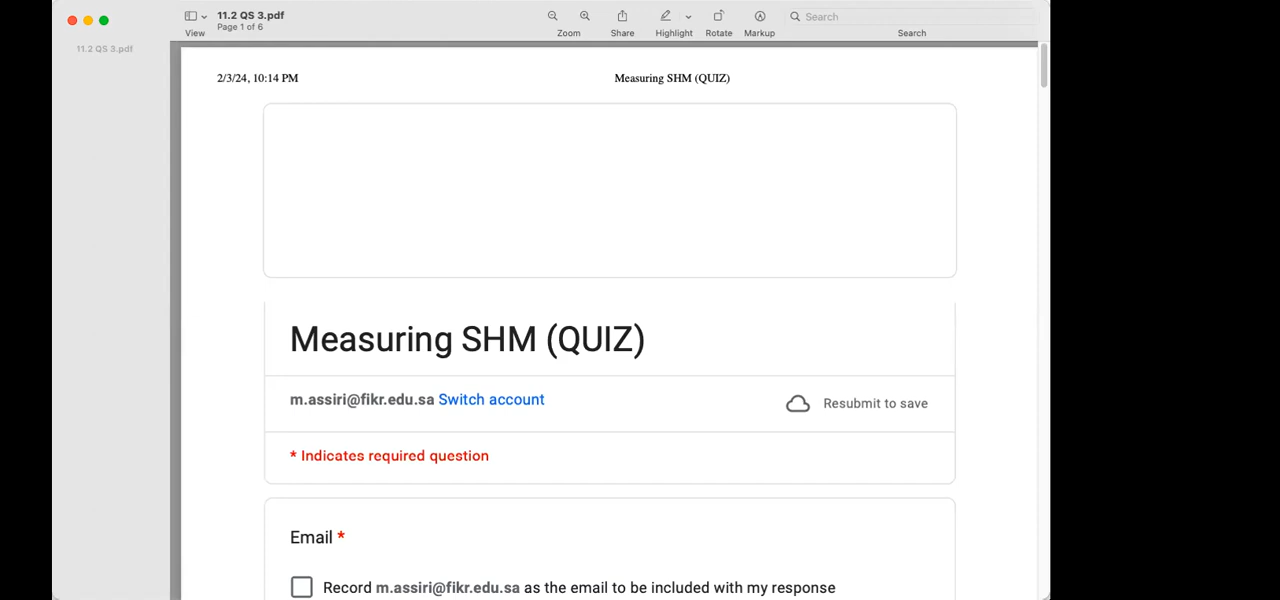 11.2 QS 3.pdf
Page 1 of 6
View
Zoom
Share
Highlight
Rotate
Markup
Search
Search
11.2 QS 3.pdf
2/3/24, 10:14 PM
Measuring SHM (QUIZ)
Measuring SHM (QUIZ)
m.assiri@fikr.edu.sa Switch account
Resubmit to save
* Indicates required question
Email *
Record m.assiri@fikr.edu.sa as the email to be included with my response